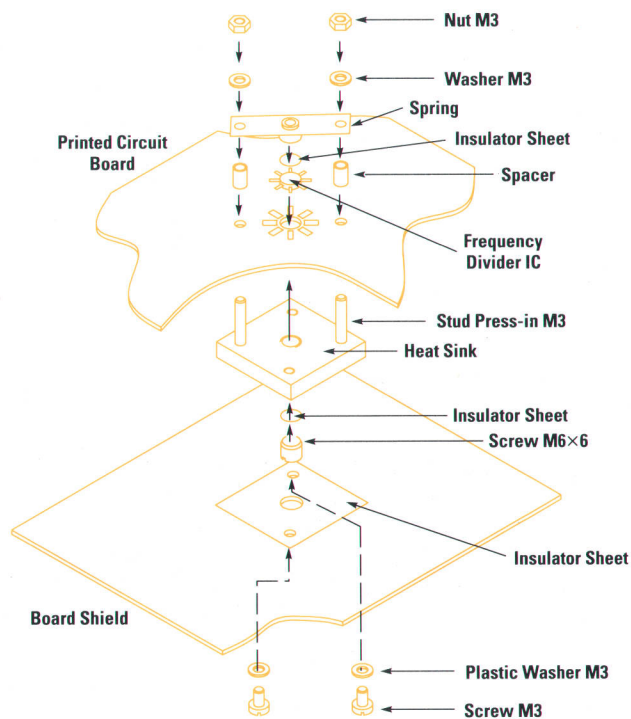 Nut M3
Washer M3
Spring
Printed Circuit
Board
Insulator Sheet
Spacer
Frequency
Divider IC
Stud Press-in M3
Heat Sink
Insulator Sheet
Screw M6×6
Insulator Sheet
Board Shield
Plastic Washer M3
Screw M3